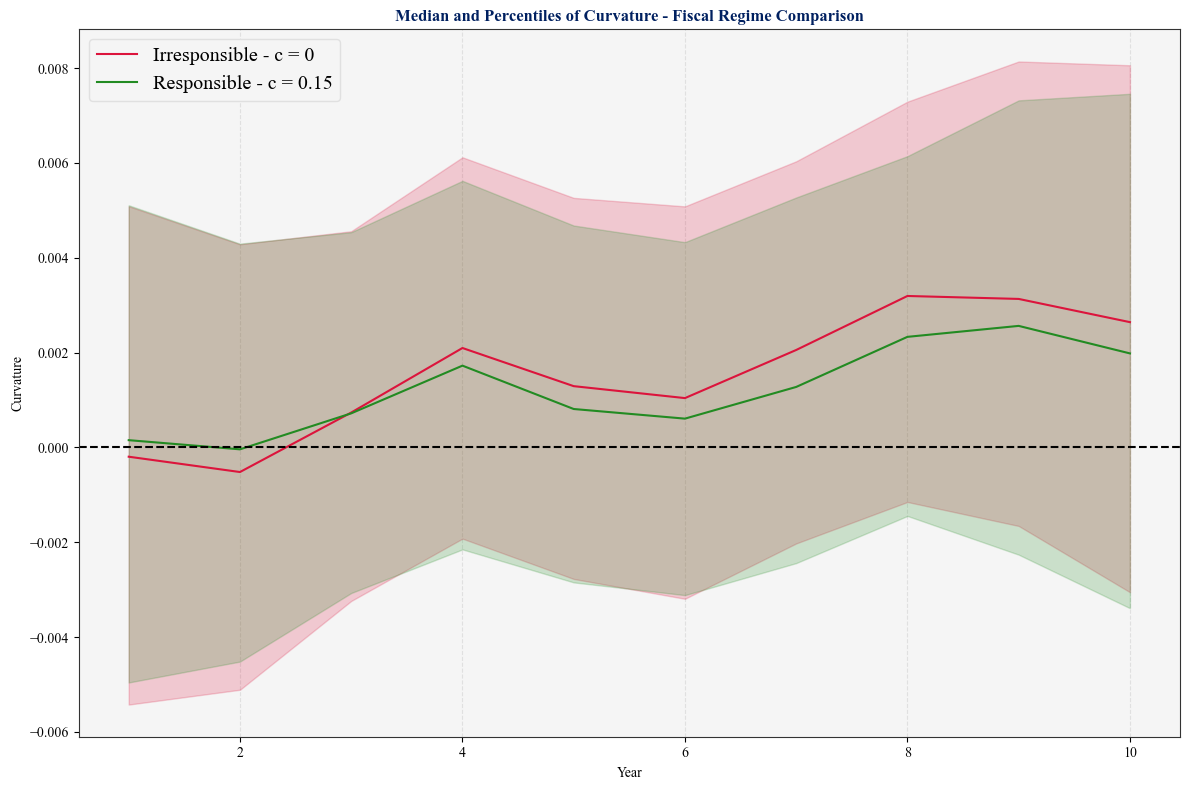 Median and Percentiles of Curvature - Fiscal Regime Comparison
Irresponsible - c = 0
Responsible - c = 0.15
0.008
0.006
0.004
0.002
0.000
−0.002
−0.004
−0.006
Curvature
2 4 6 8 10
Year